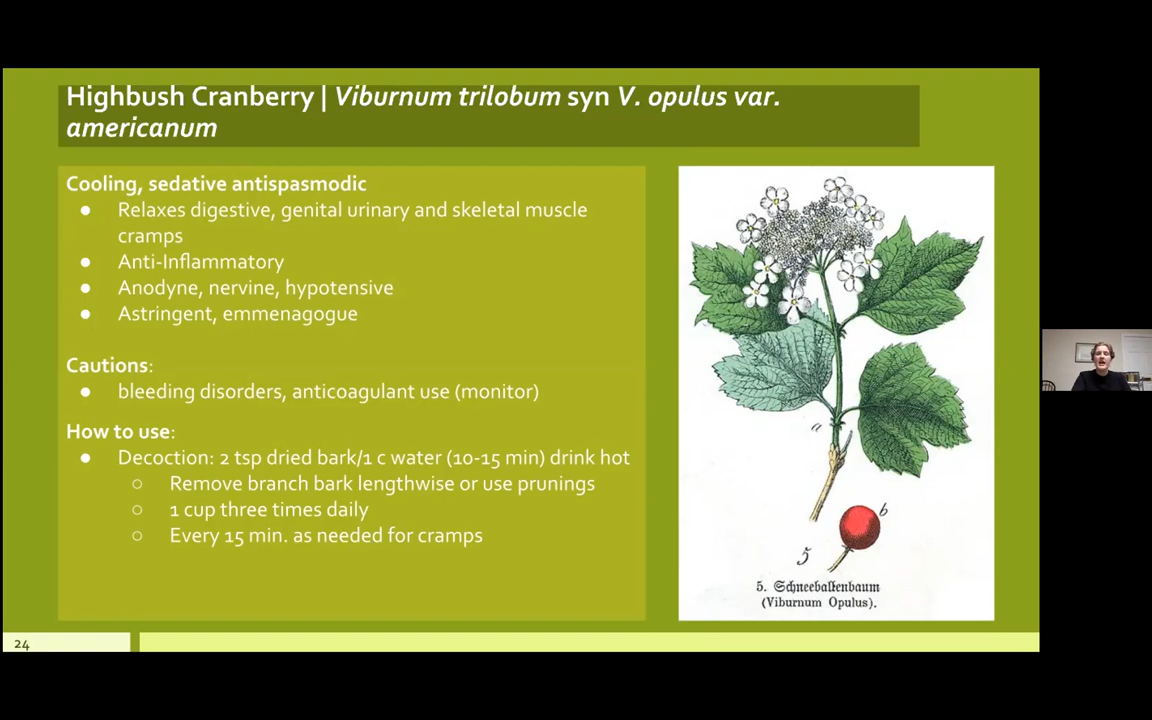 Highbush Cranberry | Viburnum trilobum syn V. opulus var.
americanum
Cooling, sedative antispasmodic
● Relaxes digestive, genital urinary and skeletal muscle
cramps
● Anti-Inflammatory
● Anodyne, nervine, hypotensive
● Astringent, emmenagogue
Cautions:
● bleeding disorders, anticoagulant use (monitor)
How to use:
● Decoction: 2 tsp dried bark/1 c water (10-15 min) drink hot
○ Remove branch bark lengthwise or use prunings
○ 1 cup three times daily
○ Every 15 min. as needed for cramps
a
b
5
5. Schneeballenbaum
(Viburnum Opulus).
24